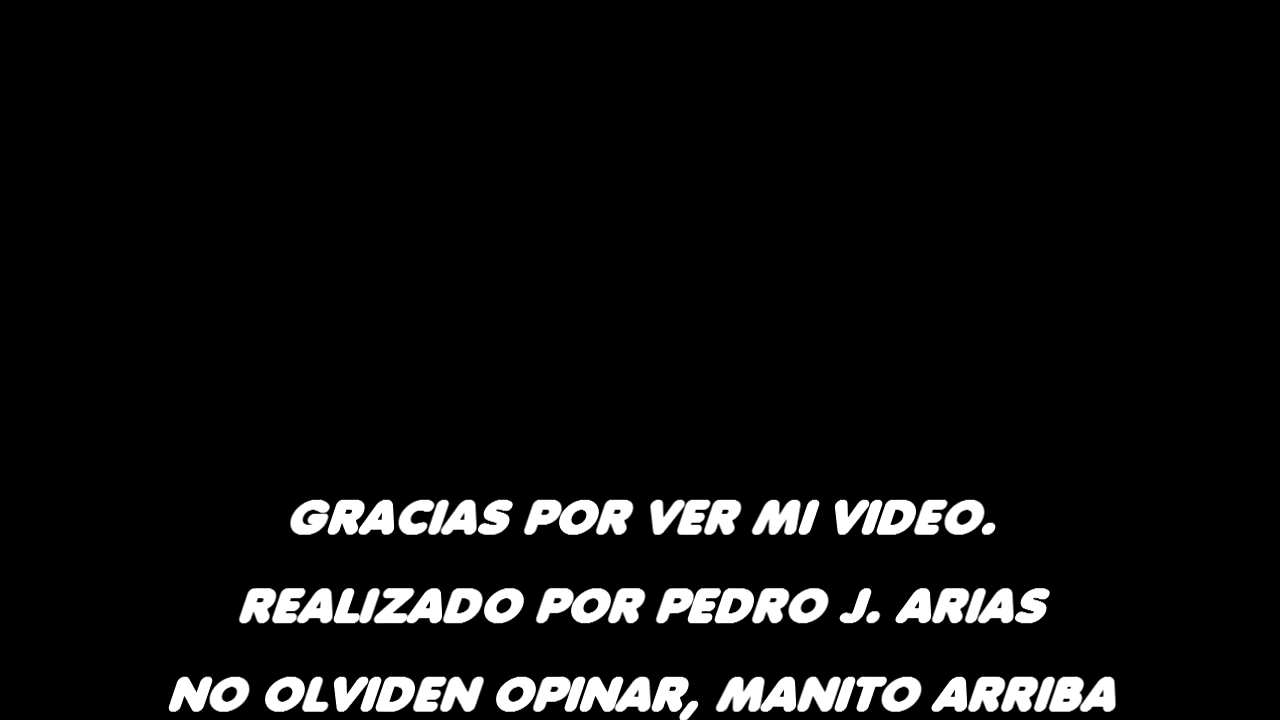 GRACIAS POR VER MI VIDEO.
REALIZADO POR PEDRO J. ARIAS
NO OLVIDEN OPINAR, MANITO ARRIBA